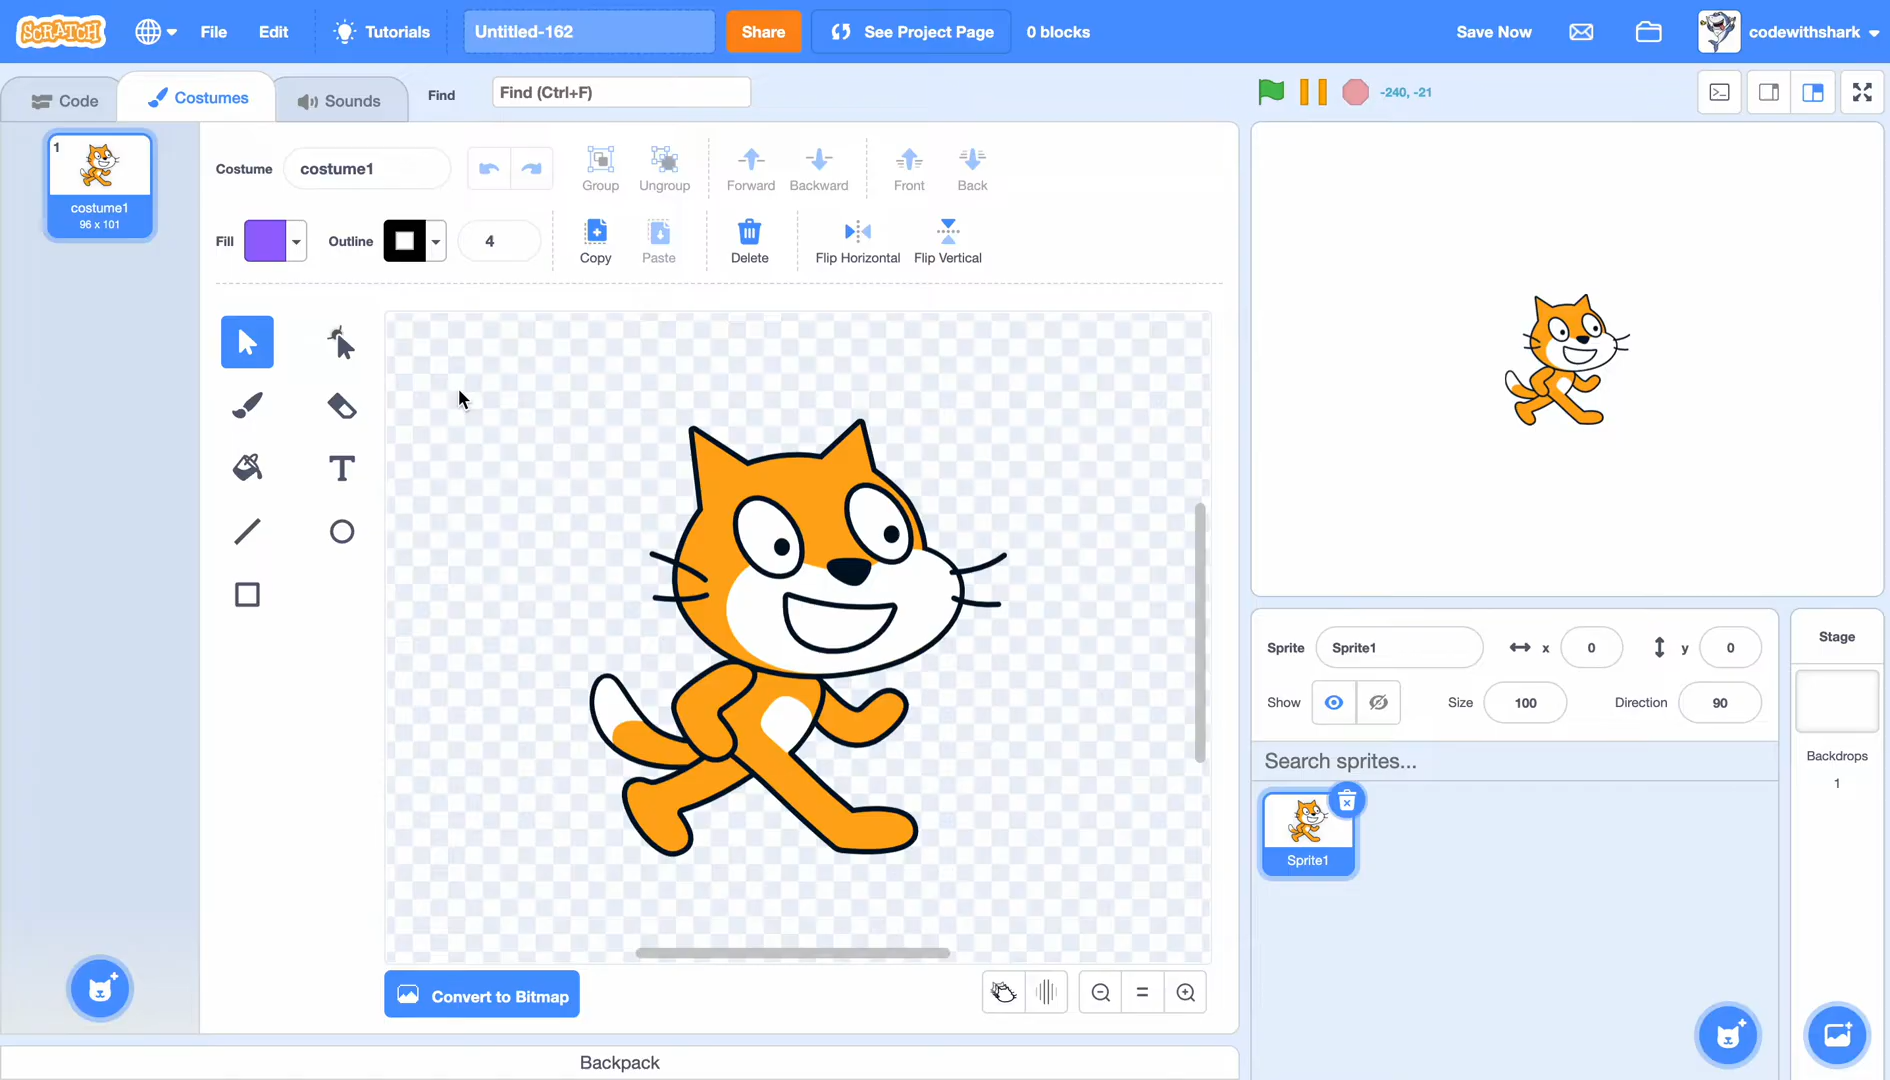 SCRATCH File Edit Tutorials Untitled-162 Share See Project Page 0 blocks Save Now codewithshark
Code Costumes Sounds Find Find (Ctrl+F) -240, -21
1
costume1
96 x 101
Costume costume1 Group Ungroup Forward Backward Front Back
Fill Outline 4 Copy Paste Delete Flip Horizontal Flip Vertical
T
Convert to Bitmap
Backpack
Sprite Sprite1 x 0 y 0
Show Size 100 Direction 90
Search sprites...
Sprite1
Stage
Backdrops
1